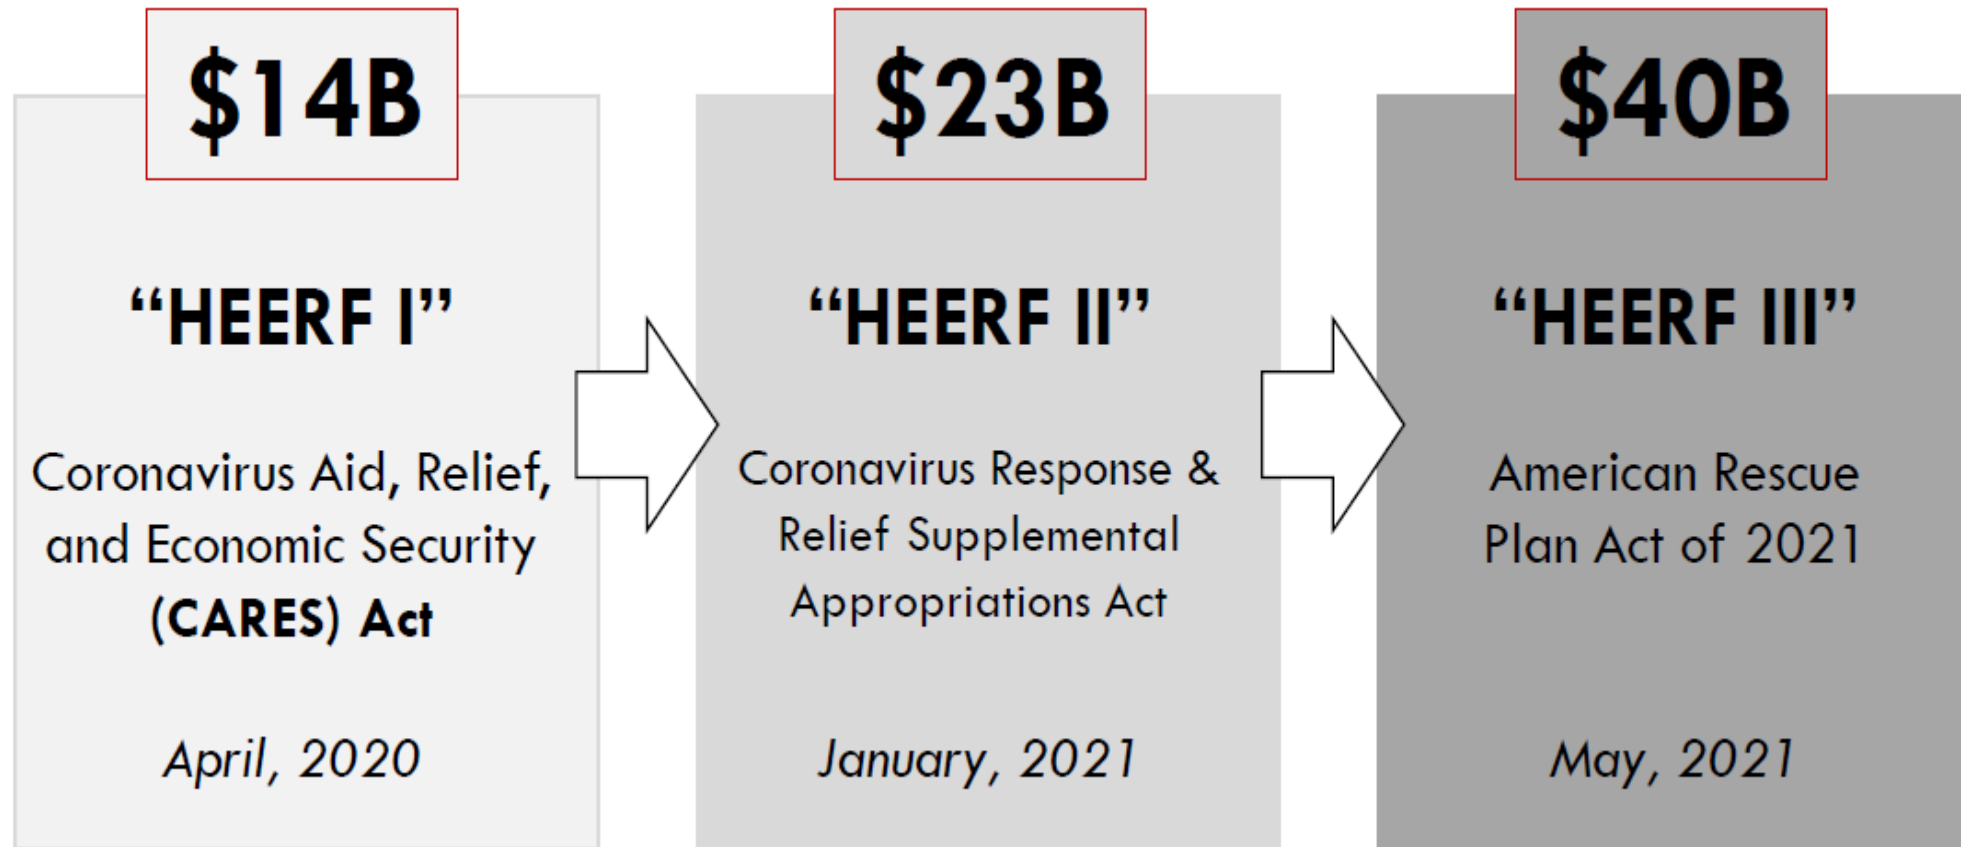 $14B
“HEERF I”
Coronavirus Aid, Relief,
and Economic Security
(CARES) Act
April, 2020
$23B
“HEERF II”
Coronavirus Response &
Relief Supplemental
Appropriations Act
January, 2021
$40B
“HEERF III”
American Rescue
Plan Act of 2021
May, 2021